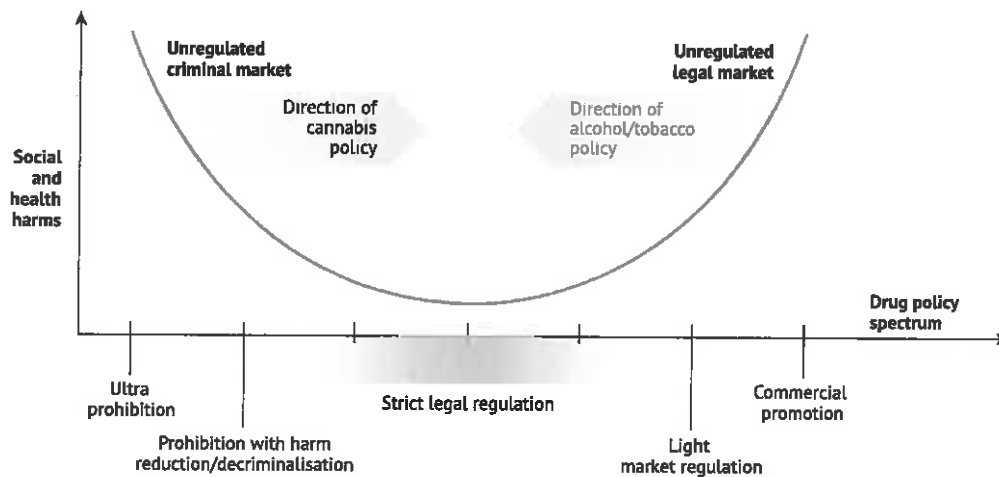 Unregulated
criminal market
Unregulated
legal market
Direction of
cannabis
policy
Direction of
alcohol/tobacco
policy
Social
and
health
harms
Drug policy
spectrum
Ultra
prohibition
Strict legal regulation
Commercial
promotion
Prohibition with harm
reduction/decriminalisation
Light
market regulation